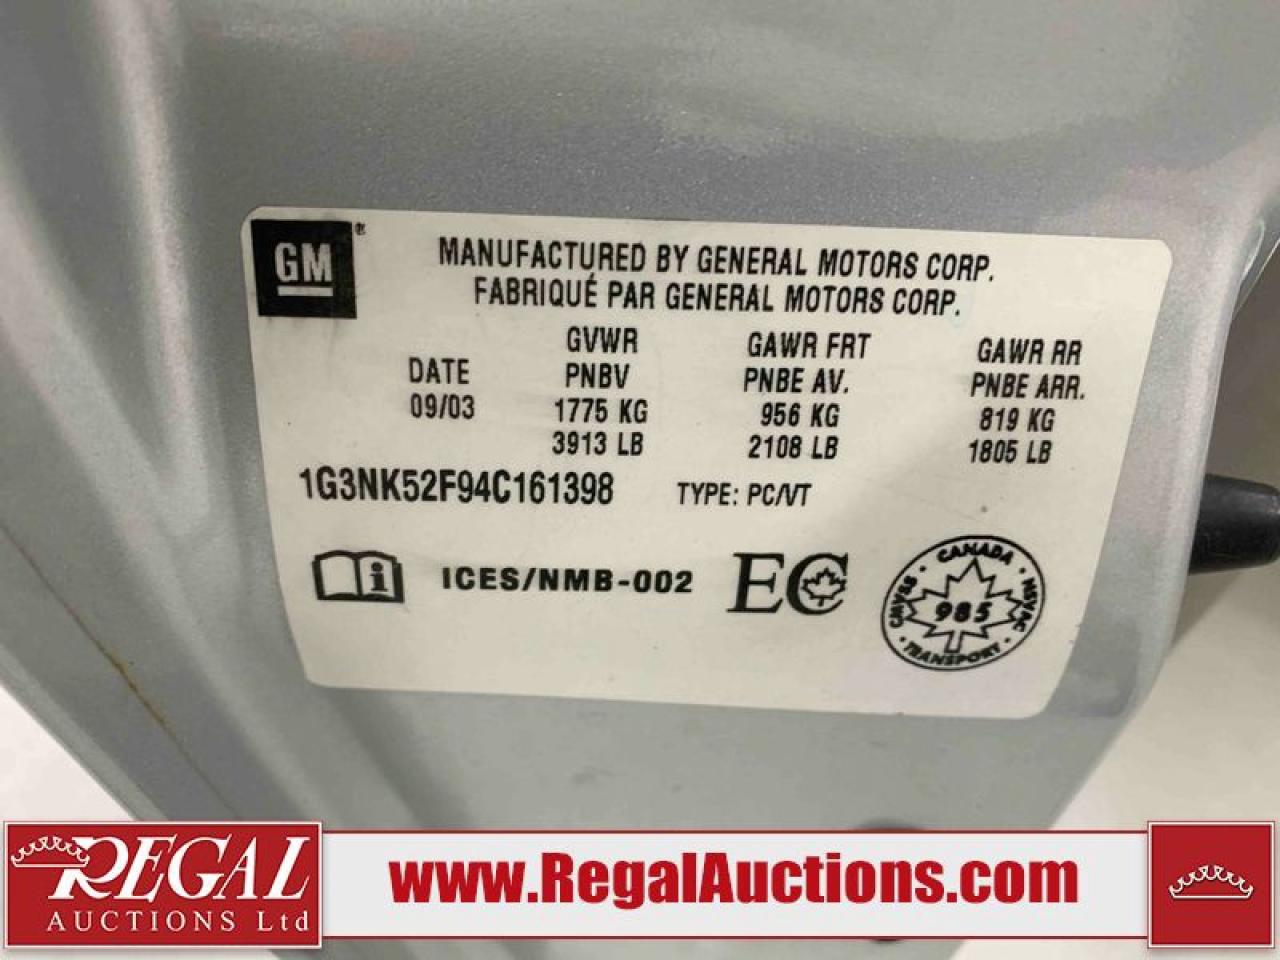 GM®
MANUFACTURED BY GENERAL MOTORS CORP.
FABRIQUÉ PAR GENERAL MOTORS CORP.
DATE GVWR GAWR FRT GAWR RR
PNBV PNBE AV. PNBE ARR.
09/03 1775 KG 956 KG 819 KG
3913 LB 2108 LB 1805 LB
1G3NK52F94C161398 TYPE: PC/VT
i ICES/NMB-002 EC
CANADA
CMVSS 985 NSVAC
TRANSPORT
REGAL
AUCTIONS Ltd
www.RegalAuctions.com